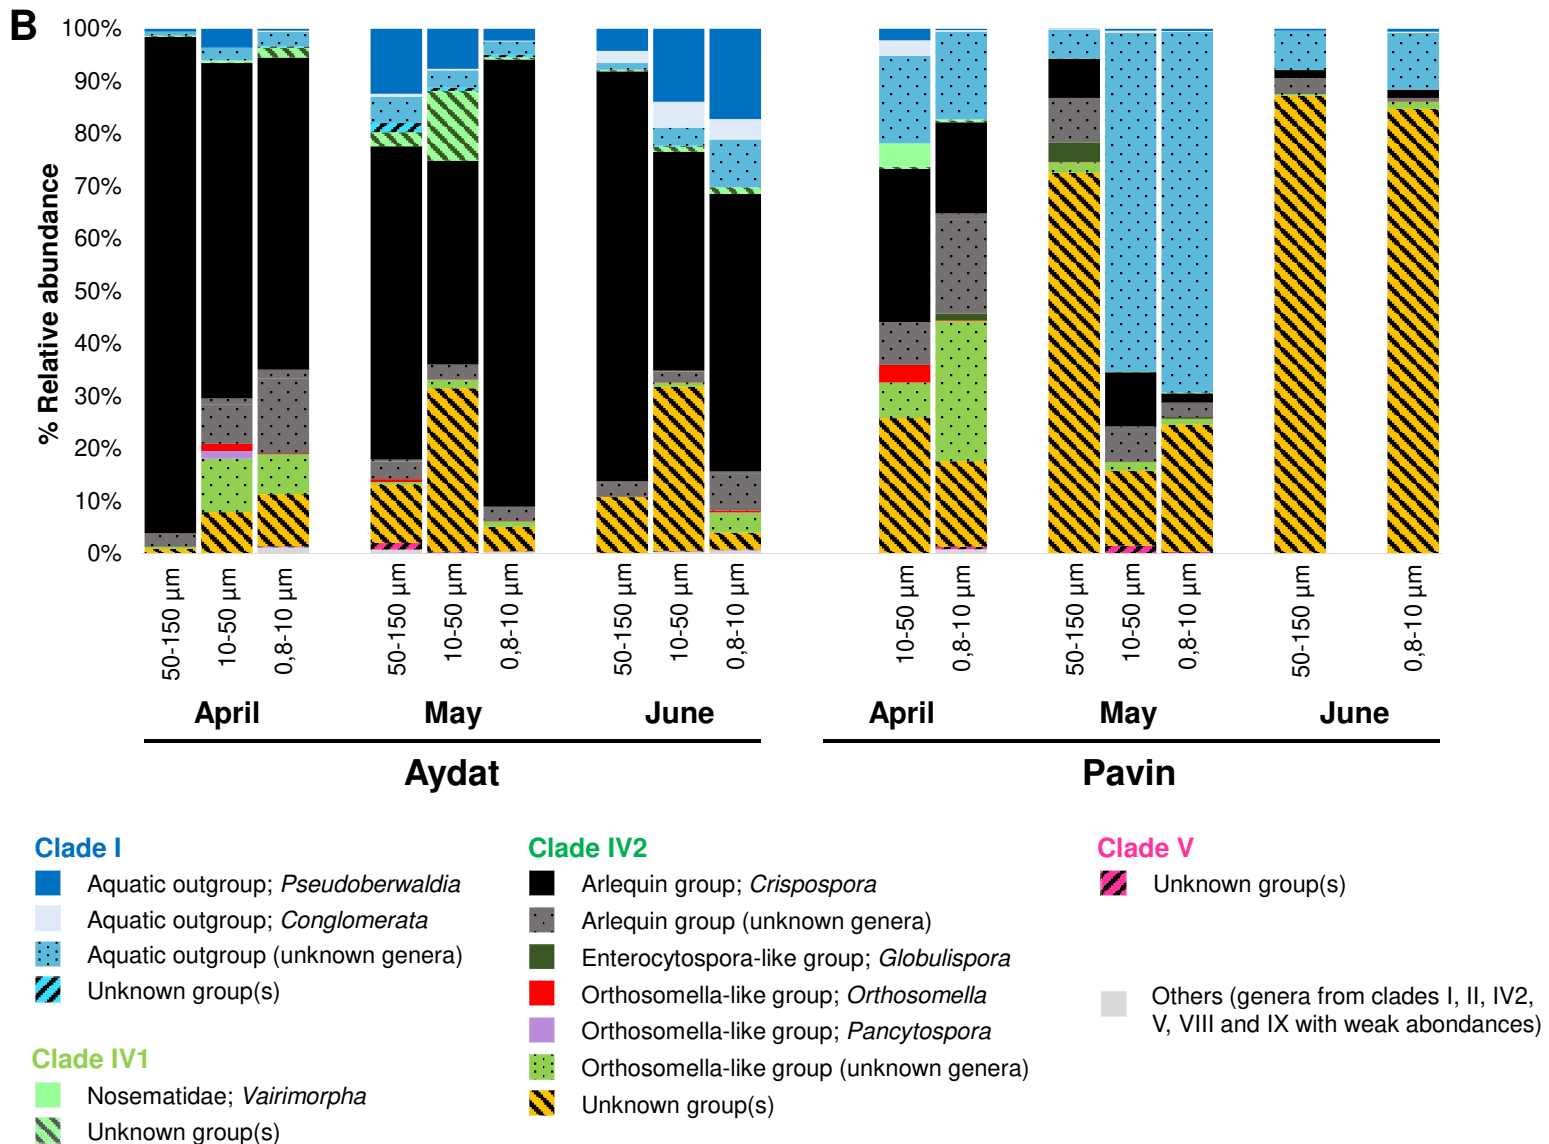 B
% Relative abundance
100%
90%
80%
70%
60%
50%
40%
30%
20%
10%
0%
50-150 µm
10-50 µm
0,8-10 µm
50-150 µm
10-50 µm
0,8-10 µm
50-150 µm
10-50 µm
0,8-10 µm
10-50 µm
0,8-10 µm
50-150 µm
10-50 µm
0,8-10 µm
50-150 µm
0,8-10 µm
April
May
June
April
May
June
Aydat
Pavin
Clade I
Aquatic outgroup; Pseudoberwaldia
Aquatic outgroup; Conglomerata
Aquatic outgroup (unknown genera)
Unknown group(s)
Clade IV1
Nosematidae; Vairimorpha
Unknown group(s)
Clade IV2
Arlequin group; Crispospora
Arlequin group (unknown genera)
Enterocytospora-like group; Globulispora
Orthosomella-like group; Orthosomella
Orthosomella-like group; Pancytospora
Orthosomella-like group (unknown genera)
Unknown group(s)
Clade V
Unknown group(s)
Others (genera from clades I, II, IV2,
V, VIII and IX with weak abondances)